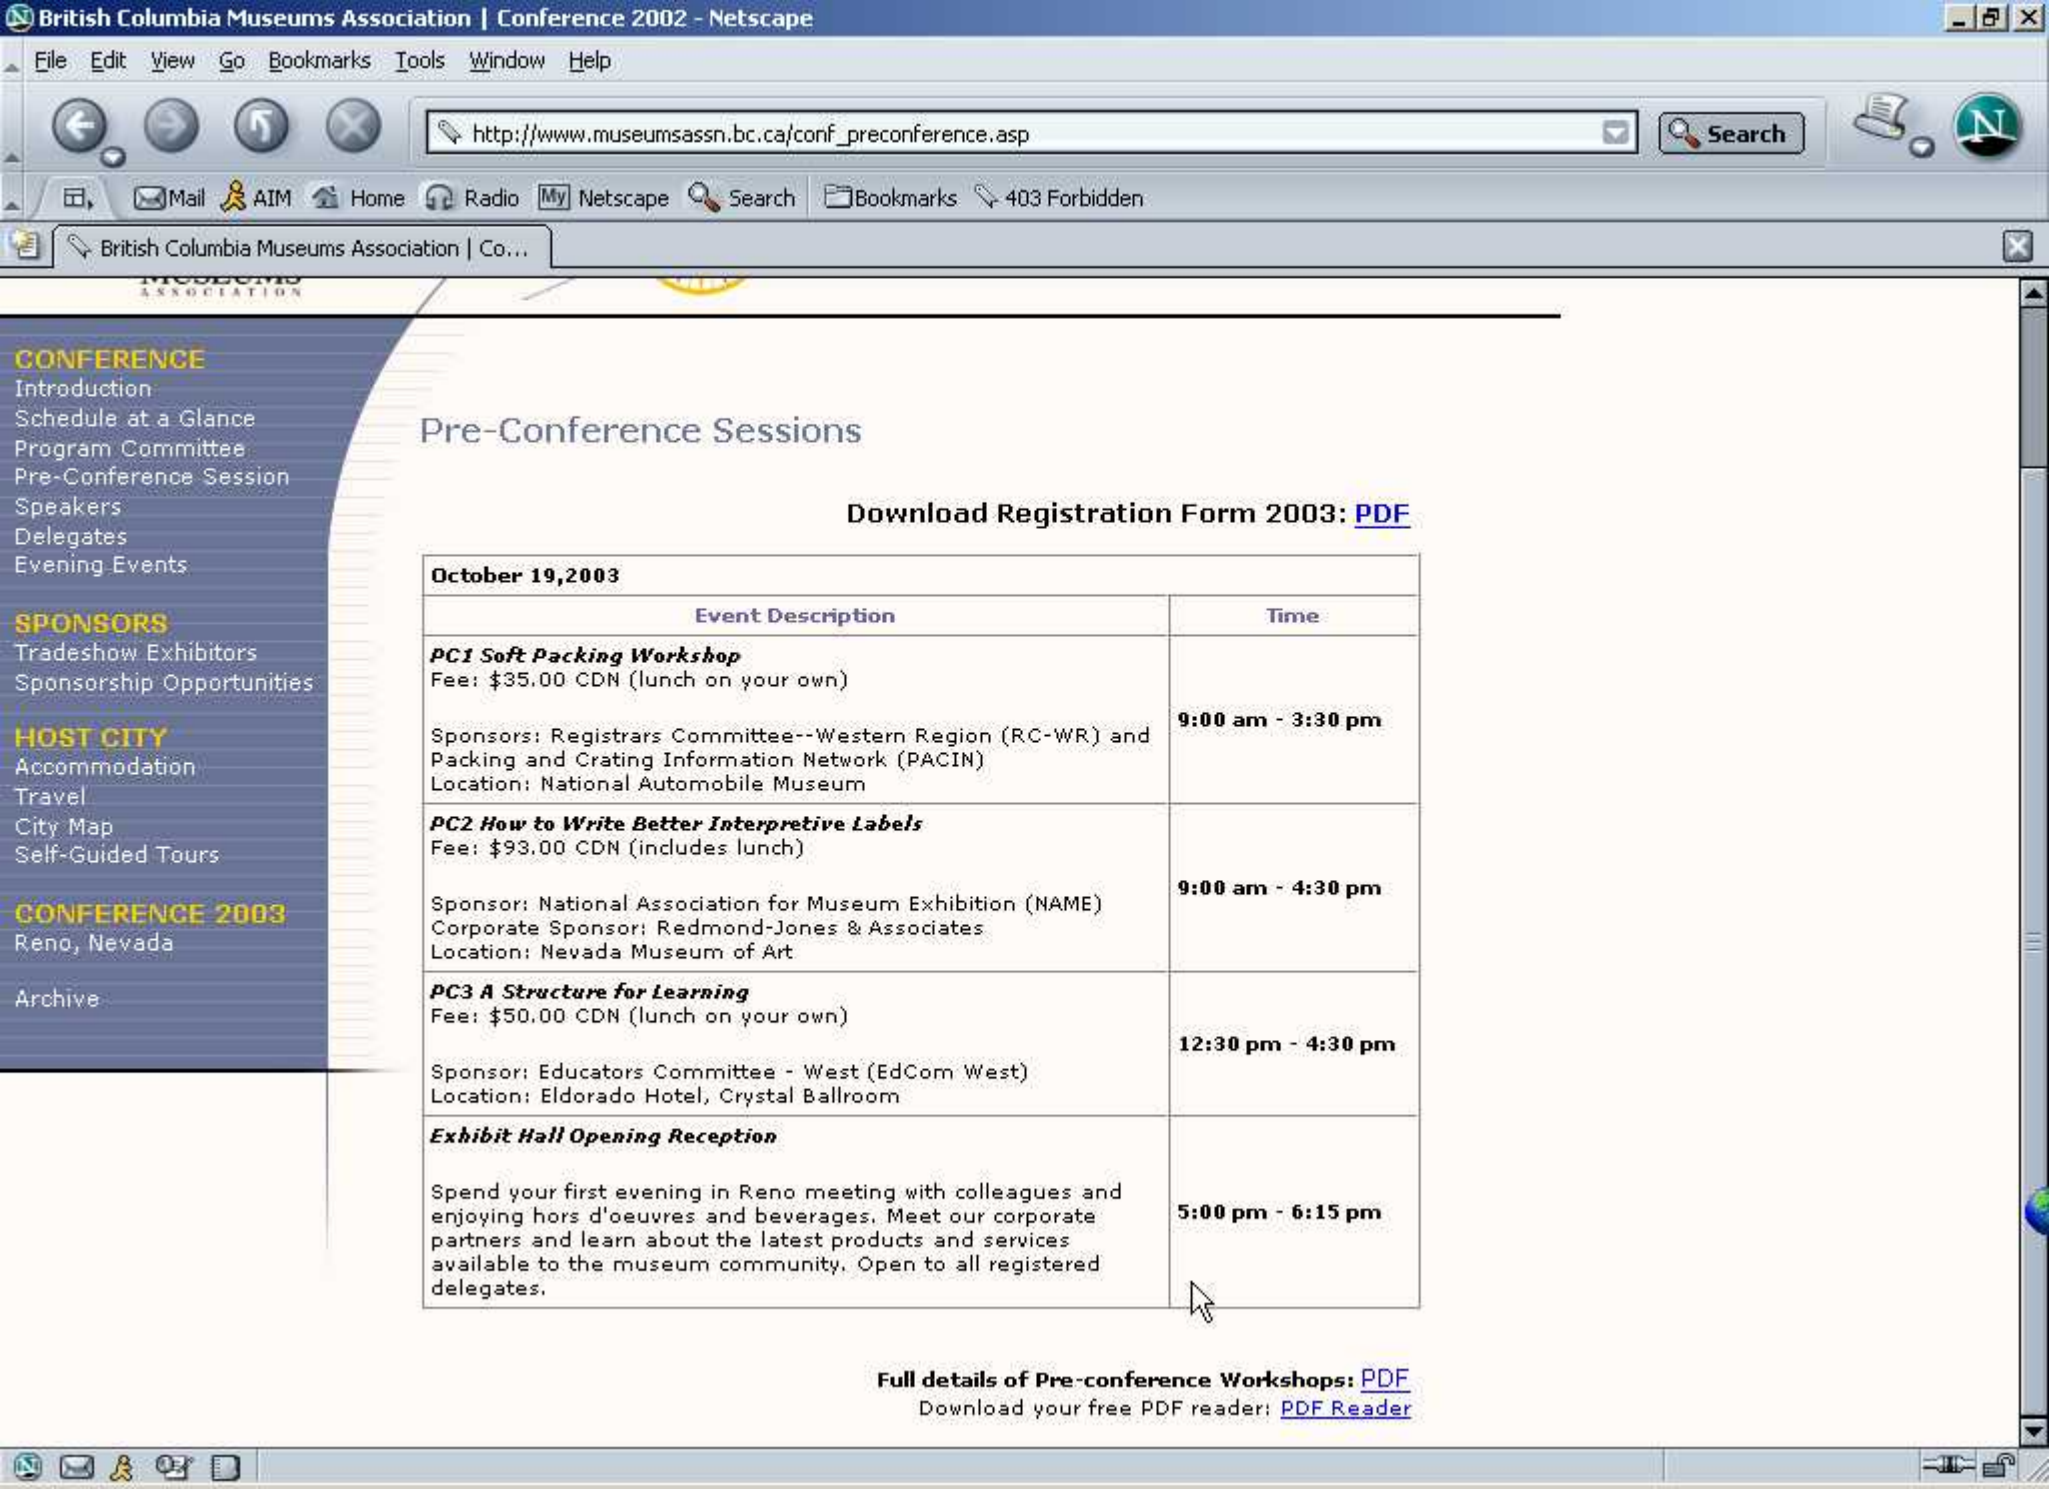 British Columbia Museums Association | Conference 2002 - Netscape
File Edit View Go Bookmarks Tools Window Help
http://www.museumsassn.bc.ca/conf_preconference.asp
Search
N
Mail AIM Home Radio My Netscape Search Bookmarks 403 Forbidden
British Columbia Museums Association | Co...
MUSEUMS
ASSOCIATION
CONFERENCE
Introduction
Schedule at a Glance
Program Committee
Pre-Conference Session
Speakers
Delegates
Evening Events
SPONSORS
Tradeshow Exhibitors
Sponsorship Opportunities
HOST CITY
Accommodation
Travel
City Map
Self-Guided Tours
CONFERENCE 2003
Reno, Nevada
Archive
Pre-Conference Sessions
Download Registration Form 2003: PDF
October 19,2003
Event Description
Time
PC1 Soft Packing Workshop
Fee: $35.00 CDN (lunch on your own)
Sponsors: Registrars Committee--Western Region (RC-WR) and
Packing and Crating Information Network (PACIN)
Location: National Automobile Museum
9:00 am - 3:30 pm
PC2 How to Write Better Interpretive Labels
Fee: $93.00 CDN (includes lunch)
Sponsor: National Association for Museum Exhibition (NAME)
Corporate Sponsor: Redmond-Jones & Associates
Location: Nevada Museum of Art
9:00 am - 4:30 pm
PC3 A Structure for Learning
Fee: $50.00 CDN (lunch on your own)
Sponsor: Educators Committee - West (EdCom West)
Location: Eldorado Hotel, Crystal Ballroom
12:30 pm - 4:30 pm
Exhibit Hall Opening Reception
Spend your first evening in Reno meeting with colleagues and
enjoying hors d'oeuvres and beverages. Meet our corporate
partners and learn about the latest products and services
available to the museum community. Open to all registered
delegates.
5:00 pm - 6:15 pm
Full details of Pre-conference Workshops: PDF
Download your free PDF reader: PDF Reader